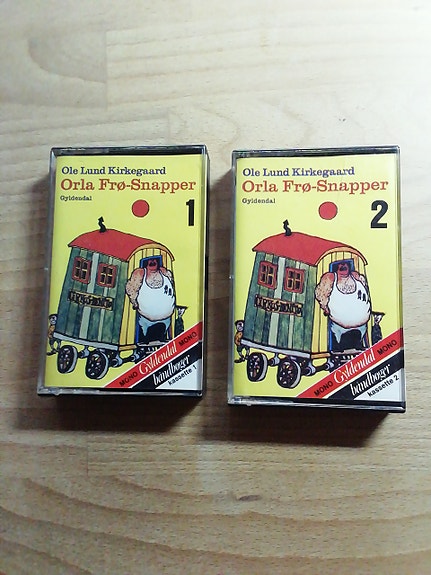 Ole Lund Kirkegaard
Orla Frø-Snapper
Gyldendal
1
MONO Gyldendal MONO
båndbøger
kassette 1
Ole Lund Kirkegaard
Orla Frø-Snapper
Gyldendal
2
MONO Gyldendal MONO
båndbøger
kassette 2